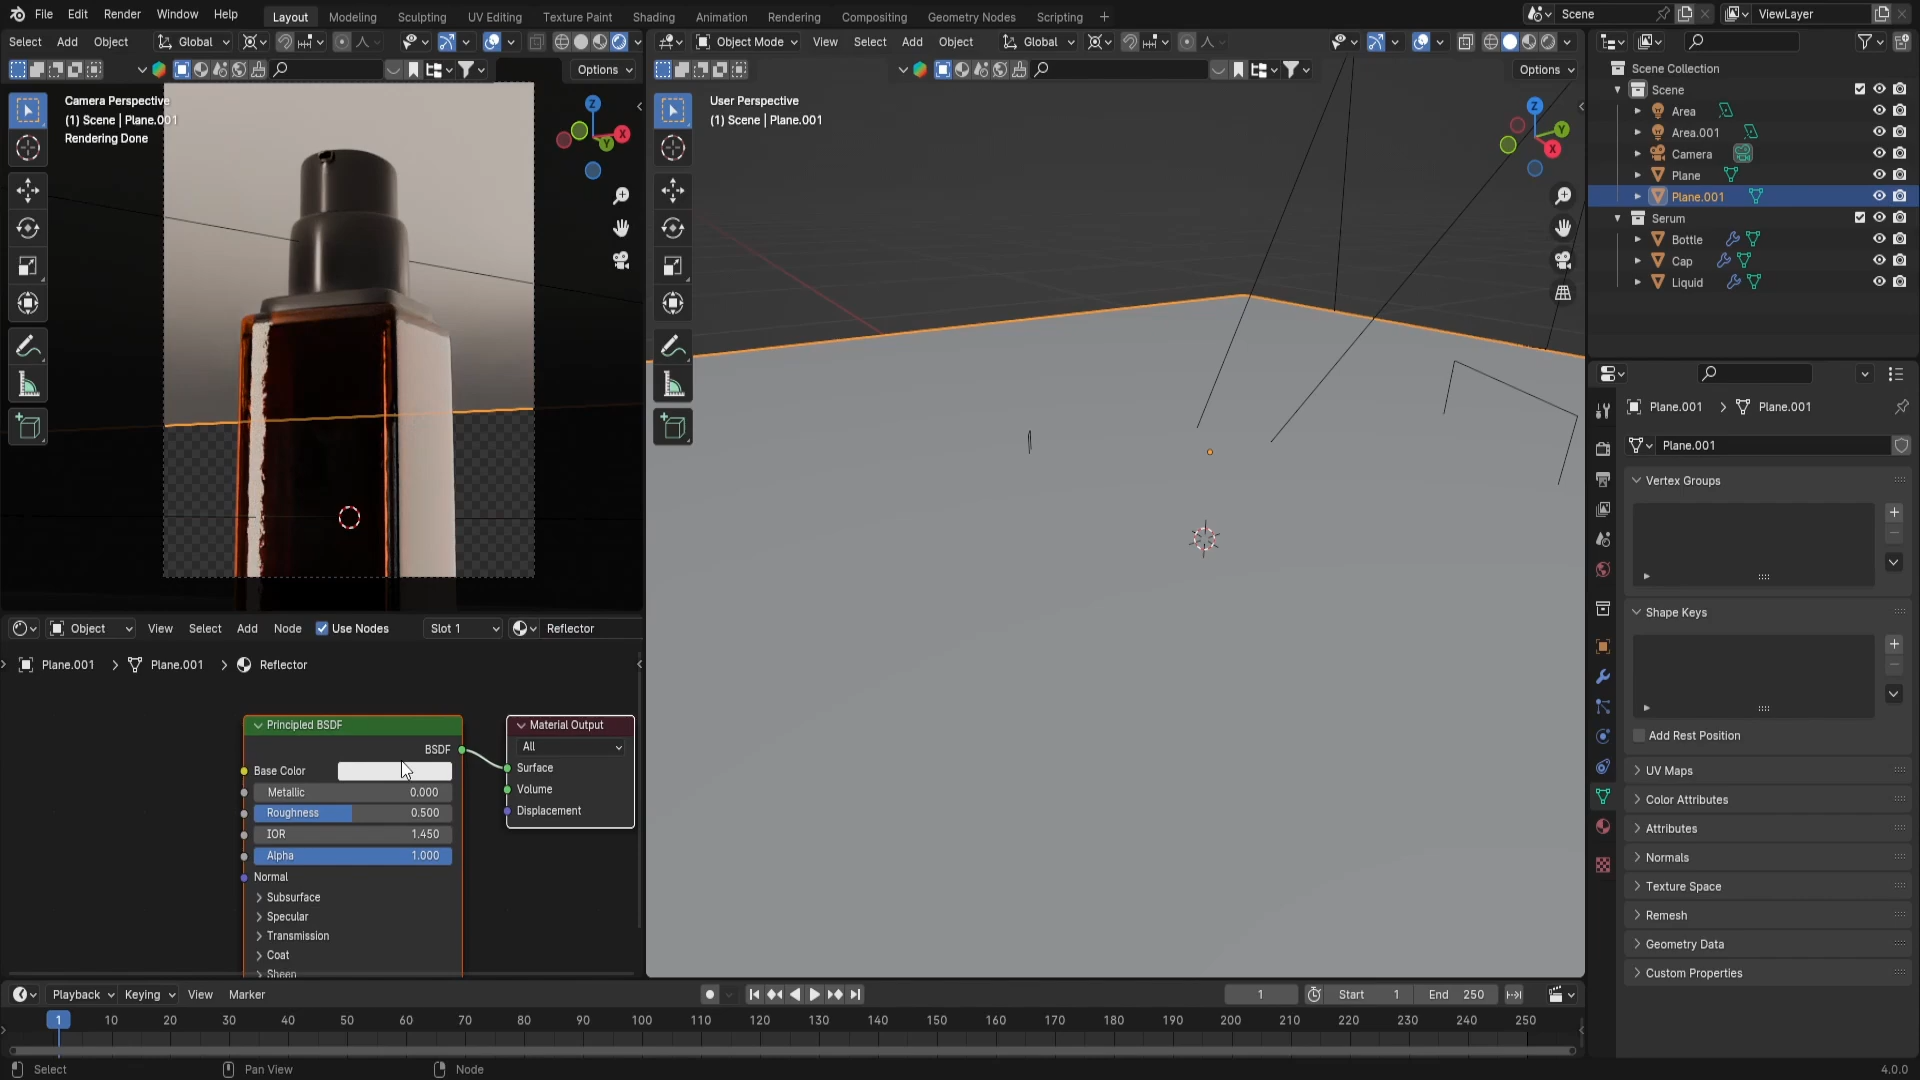 File Edit Render Window Help Layout Modeling Sculpting UV Editing Texture Paint Shading Animation Rendering Compositing Geometry Nodes Scripting + Scene ViewLayer
Select Add Object Global Object Mode View Select Add Object Global
Options Options
Camera Perspective
(1) Scene | Plane.001
Rendering Done
Z
X
Y
User Perspective
(1) Scene | Plane.001
Z
Y
X
Scene Collection
Scene
Area
Area.001
Camera
Plane
Plane.001
Serum
Bottle
Cap
Liquid
Plane.001 > Plane.001
Plane.001
Vertex Groups
Shape Keys
Add Rest Position
UV Maps
Color Attributes
Attributes
Normals
Texture Space
Remesh
Geometry Data
Custom Properties
Object View Select Add Node Use Nodes Slot 1 Reflector
Plane.001 > Plane.001 > Reflector
Principled BSDF
BSDF
Base Color
Metallic 0.000
Roughness 0.500
IOR 1.450
Alpha 1.000
Normal
Subsurface
Specular
Transmission
Coat
Sheen
Material Output
All
Surface
Volume
Displacement
Playback Keying View Marker 1 Start 1 End 250
1 10 20 30 40 50 60 70 80 90 100 110 120 130 140 150 160 170 180 190 200 210 220 230 240 250
Select Pan View Node 4.0.0